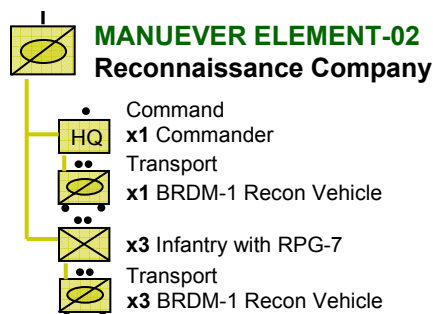 MANUEVER ELEMENT-02
Reconnaissance Company
Command
HQ x1 Commander
Transport
x1 BRDM-1 Recon Vehicle
x3 Infantry with RPG-7
Transport
x3 BRDM-1 Recon Vehicle